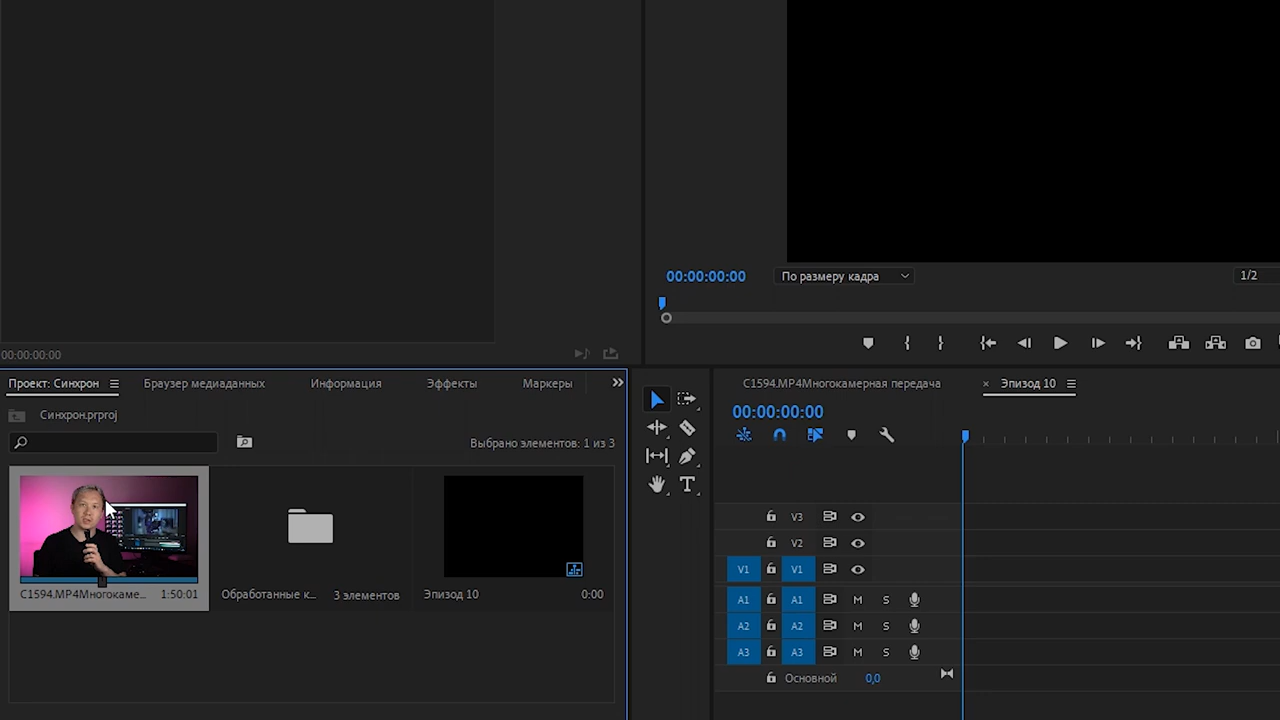 00:00:00:00
По размеру кадра
1/2
00:00:00:00
Проект: Синхрон
Браузер медиаданных
Информация
Эффекты
Маркеры
Синхрон.prproj
Выбрано элементов: 1 из 3
C1594.MP4Многокаме...
1:50:01
Обработанные к...
3 элементов
Эпизод 10
0:00
C1594.MP4Многокамерная передача
× Эпизод 10
00:00:00:00
V3
V2
V1 V1
A1 A1 M S
A2 A2 M S
A3 A3 M S
Основной 0,0